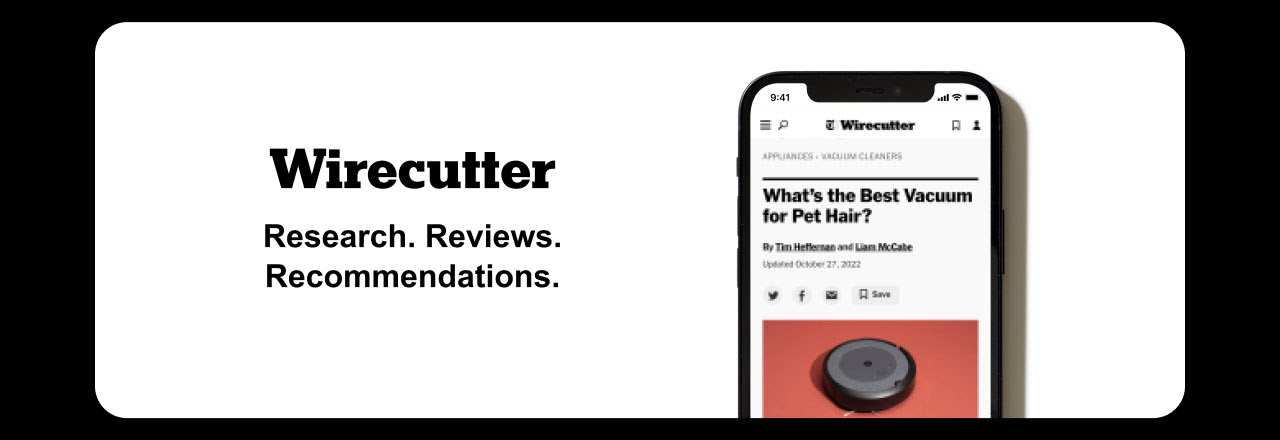 Wirecutter
Research. Reviews.
Recommendations.
9:41
Wirecutter
APPLIANCES › VACUUM CLEANERS
What's the Best Vacuum
for Pet Hair?
By Tim Heffernan and Liam McCabe
Updated October 27, 2022
Save